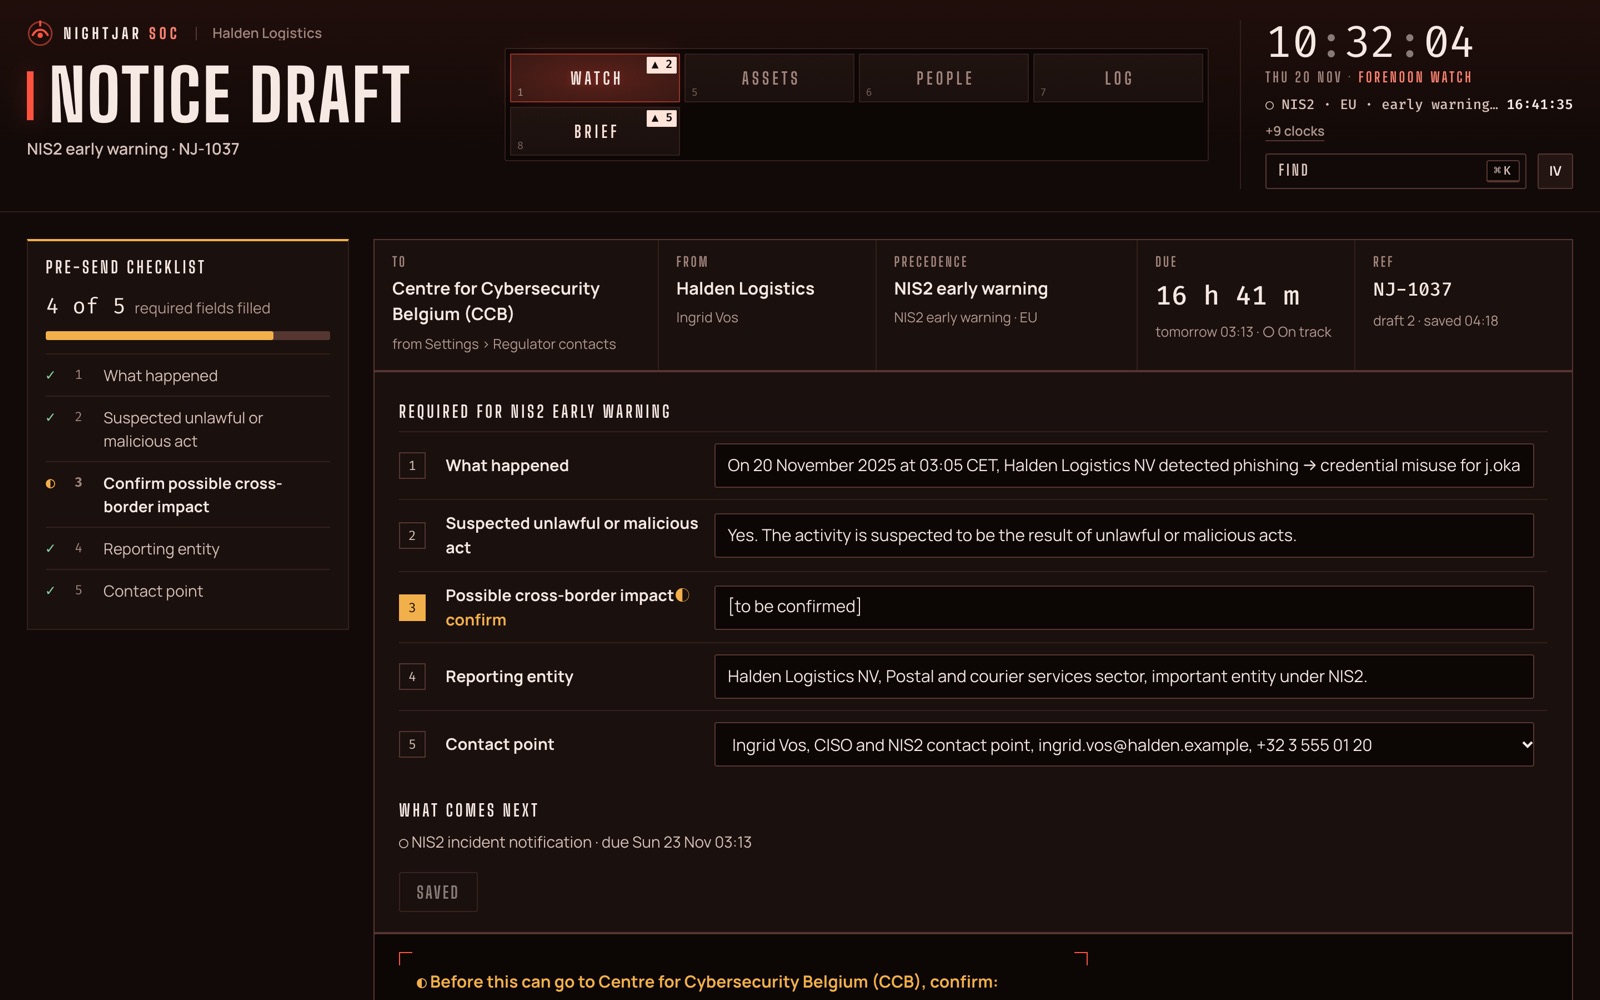 NIGHTJAR SOC | Halden Logistics
NOTICE DRAFT
NIS2 early warning · NJ-1037
1 WATCH ▲ 2
5 ASSETS
6 PEOPLE
7 LOG
8 BRIEF ▲ 5
10:32:04
THU 20 NOV · FORENOON WATCH
○ NIS2 · EU · early warning… 16:41:35
+9 clocks
FIND ⌘K
IV
PRE-SEND CHECKLIST
4 of 5 required fields filled
✓ 1 What happened
✓ 2 Suspected unlawful or
malicious act
◐ 3 Confirm possible cross-
border impact
✓ 4 Reporting entity
✓ 5 Contact point
TO
Centre for Cybersecurity
Belgium (CCB)
from Settings › Regulator contacts
FROM
Halden Logistics
Ingrid Vos
PRECEDENCE
NIS2 early warning
NIS2 early warning · EU
DUE
16 h 41 m
tomorrow 03:13 · ○ On track
REF
NJ-1037
draft 2 · saved 04:18
REQUIRED FOR NIS2 EARLY WARNING
1 What happened
On 20 November 2025 at 03:05 CET, Halden Logistics NV detected phishing → credential misuse for j.oka
2 Suspected unlawful or malicious
act
Yes. The activity is suspected to be the result of unlawful or malicious acts.
3 Possible cross-border impact ◐
confirm
[to be confirmed]
4 Reporting entity
Halden Logistics NV, Postal and courier services sector, important entity under NIS2.
5 Contact point
Ingrid Vos, CISO and NIS2 contact point, ingrid.vos@halden.example, +32 3 555 01 20
WHAT COMES NEXT
○ NIS2 incident notification · due Sun 23 Nov 03:13
SAVED
◐ Before this can go to Centre for Cybersecurity Belgium (CCB), confirm: